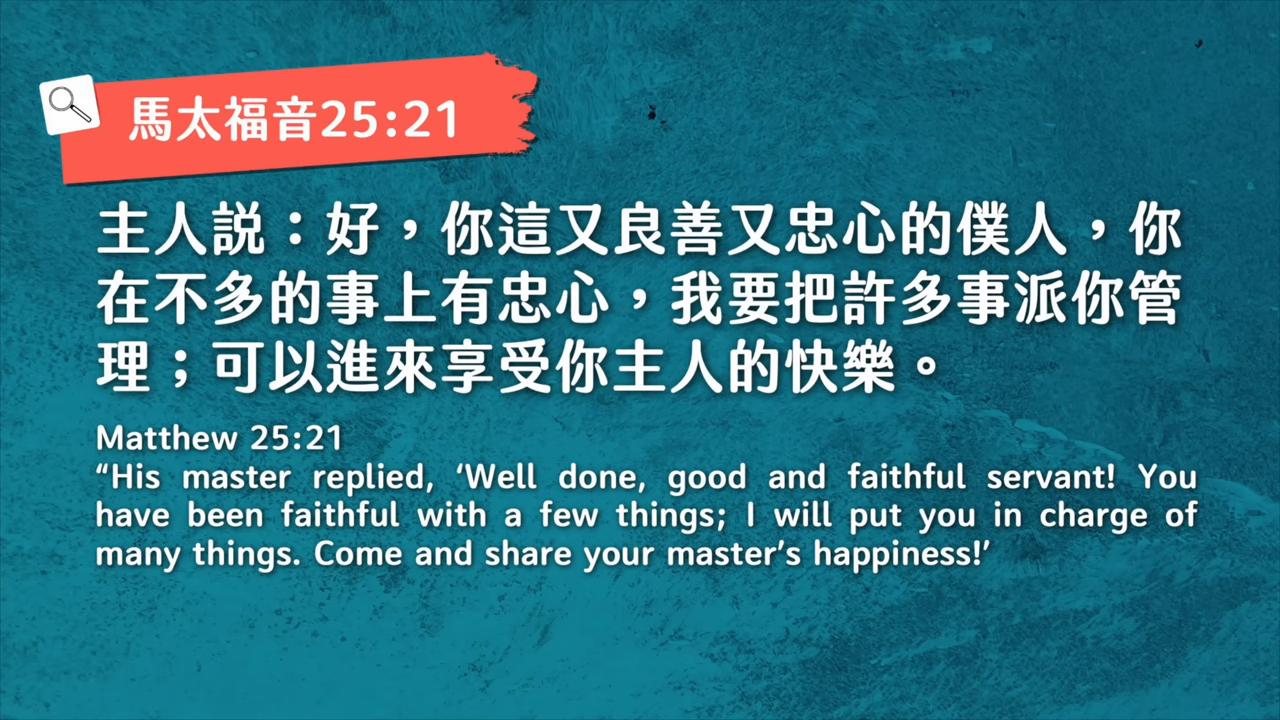 馬太福音25:21
主人説：好，你這又良善又忠心的僕人，你
在不多的事上有忠心，我要把許多事派你管
理；可以進來享受你主人的快樂。
Matthew 25:21
“His master replied, ‘Well done, good and faithful servant! You
have been faithful with a few things; I will put you in charge of
many things. Come and share your master’s happiness!’